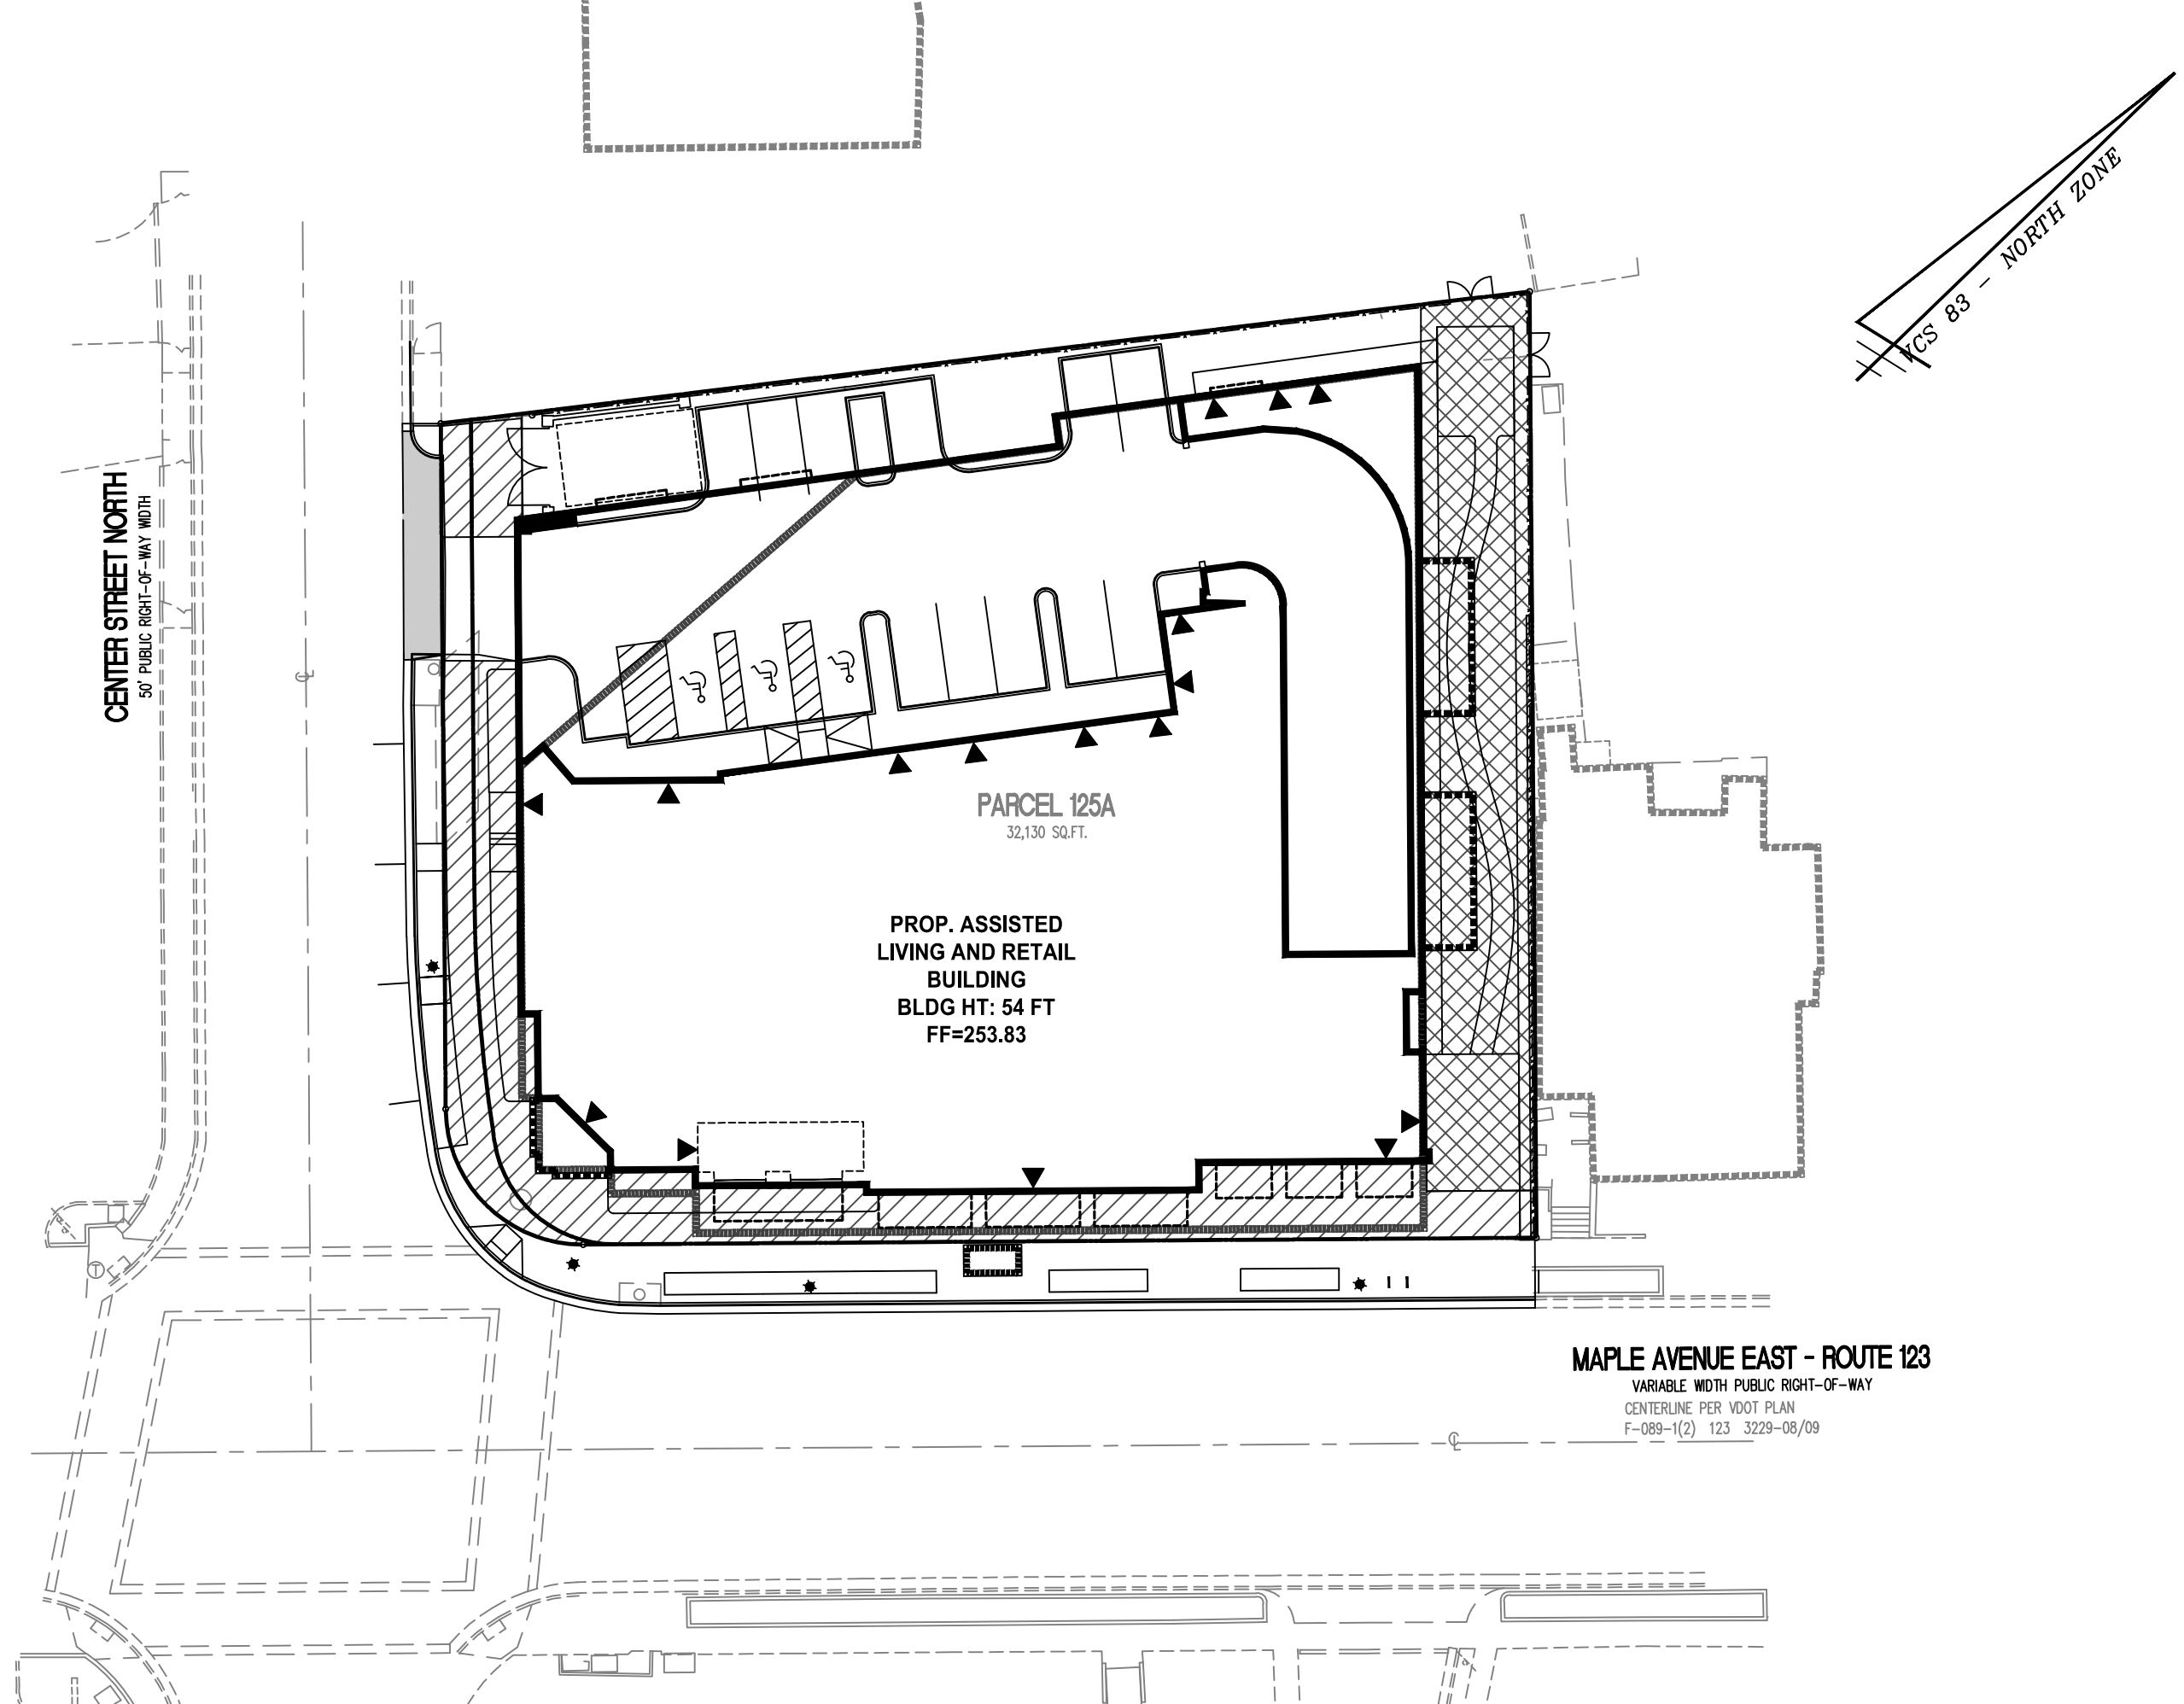 VCS 83 - NORTH ZONE
CENTER STREET NORTH
50' PUBLIC RIGHT-OF-WAY WIDTH
PARCEL 125A
32,130 SQ.FT.
PROP. ASSISTED
LIVING AND RETAIL
BUILDING
BLDG HT: 54 FT
FF=253.83
T
MAPLE AVENUE EAST - ROUTE 123
VARIABLE WIDTH PUBLIC RIGHT-OF-WAY
CENTERLINE PER VDOT PLAN
F-089-1(2) 123 3229-08/09